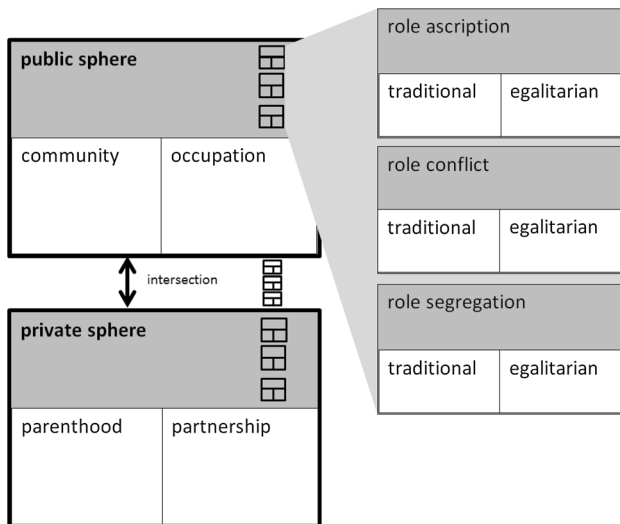 public sphere
community
occupation
intersection
private sphere
parenthood
partnership
role ascription
traditional
egalitarian
role conflict
traditional
egalitarian
role segregation
traditional
egalitarian